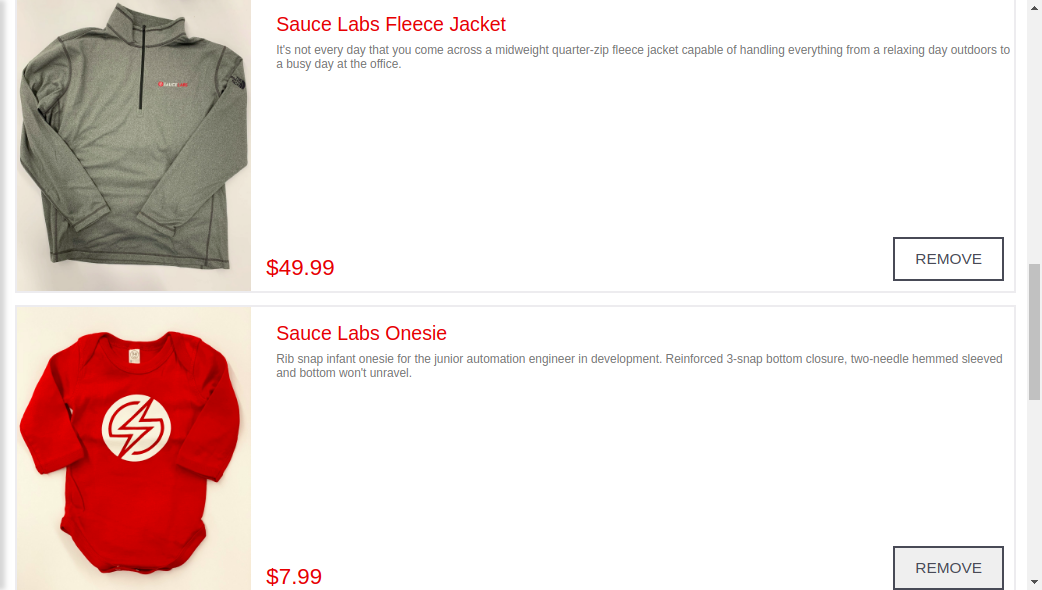 Sauce Labs Fleece Jacket
It's not every day that you come across a midweight quarter-zip fleece jacket capable of handling everything from a relaxing day outdoors to
a busy day at the office.
$49.99
REMOVE
Sauce Labs Onesie
Rib snap infant onesie for the junior automation engineer in development. Reinforced 3-snap bottom closure, two-needle hemmed sleeved
and bottom won't unravel.
$7.99
REMOVE